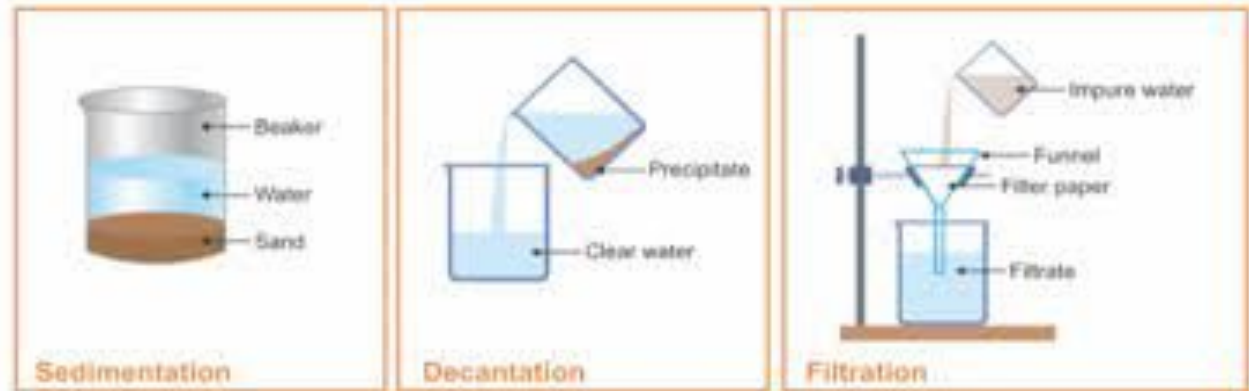 Beaker
Water
Sand
Sedimentation
Precipitate
Clear water
Decantation
Impure water
Funnel
Filter paper
Filtrate
Filtration